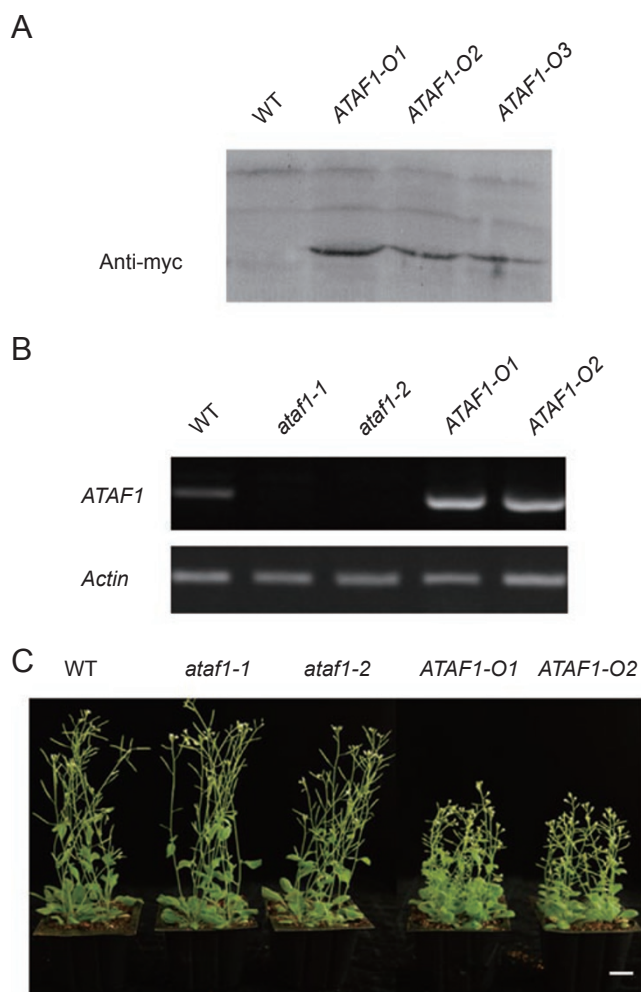 A
WT ATAF1-O1 ATAF1-O2 ATAF1-O3
Anti-myc
B
WT ataf1-1 ataf1-2 ATAF1-O1 ATAF1-O2
ATAF1
Actin
C WT ataf1-1 ataf1-2 ATAF1-O1 ATAF1-O2